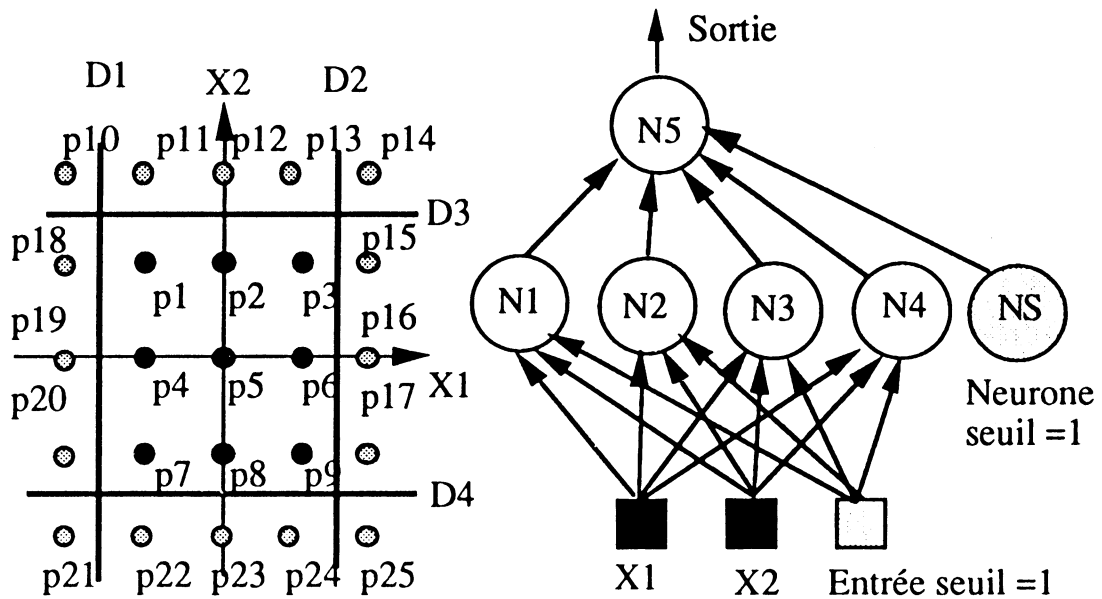 D1
X2
D2
p10
p11
p12
p13
p14
D3
p18
p15
p1
p2
p3
p19
p16
p4
p5
p6
X1
p20
p17
p7
p8
p9
D4
p21
p22
p23
p24
p25
Sortie
N5
N1
N2
N3
N4
NS
Neurone
seuil =1
X1
X2
Entrée seuil =1